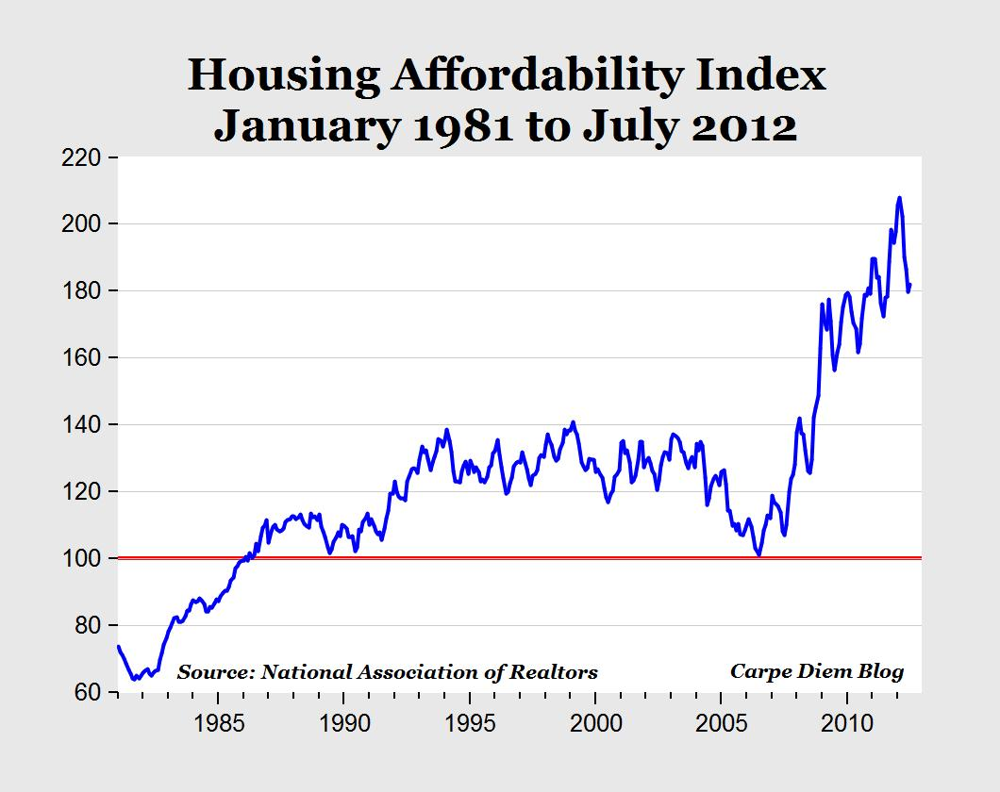 Housing Affordability Index
January 1981 to July 2012
220
200
180
160
140
120
100
80
60
Source: National Association of Realtors
Carpe Diem Blog
1985 1990 1995 2000 2005 2010